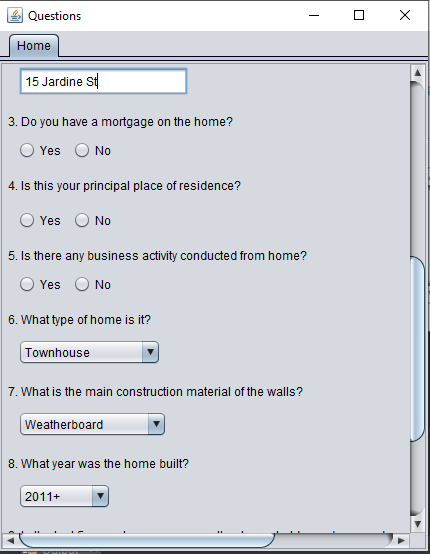 Questions
Home
15 Jardine St
3. Do you have a mortgage on the home?
Yes No
4. Is this your principal place of residence?
Yes No
5. Is there any business activity conducted from home?
Yes No
6. What type of home is it?
Townhouse
7. What is the main construction material of the walls?
Weatherboard
8. What year was the home built?
2011+